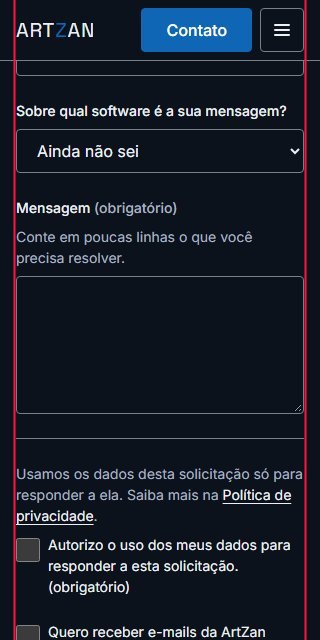 ARTZAN
Contato
Sobre qual software é a sua mensagem?
Ainda não sei
Mensagem (obrigatório)
Conte em poucas linhas o que você
precisa resolver.
Usamos os dados desta solicitação só para
responder a ela. Saiba mais na Política de
privacidade.
Autorizo o uso dos meus dados para
responder a esta solicitação.
(obrigatório)
Quero receber e-mails da ArtZan